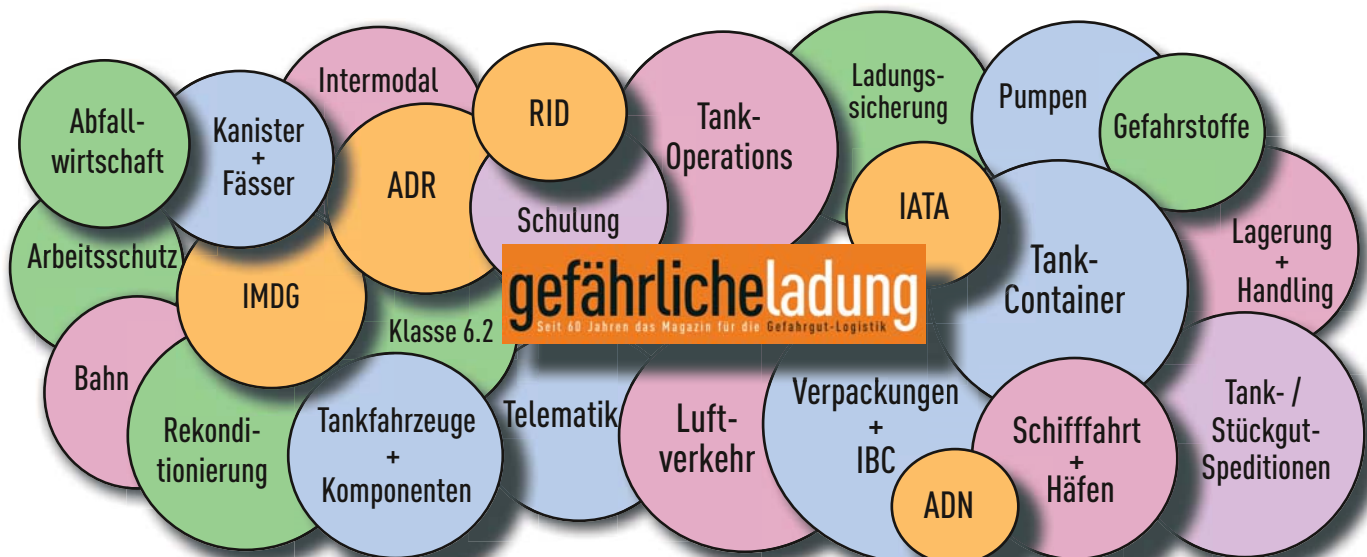 Abfall-
wirtschaft
Kanister
+
Fässer
Intermodal
ADR
RID
Schulung
Tank-
Operations
Ladungs-
sicherung
IATA
Pumpen
Gefahrstoffe
Lagerung
+
Handling
Tank-
Container
Arbeitsschutz
IMDG
Klasse 6.2
gefährlicheladung
Seit 60 Jahren das Magazin für die Gefahrgut-Logistik
Bahn
Rekondi-
tionierung
Tankfahrzeuge
+
Komponenten
Telematik
Luft-
verkehr
Verpackungen
+
IBC
ADN
Schifffahrt
+
Häfen
Tank- /
Stückgut-
Speditionen